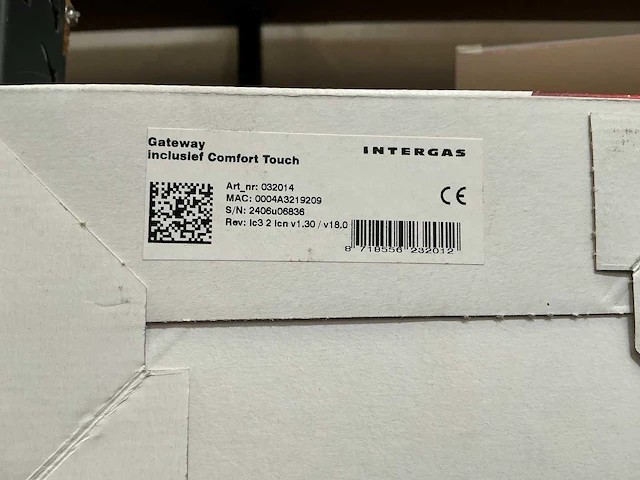 Gateway
inclusief Comfort Touch
INTERGAS
Art_nr: 032014
MAC: 0004A3219209
S/N: 2406u06836
Rev: lc3 2 lcn v1.30 / v18.0
CE
8 718556 232012